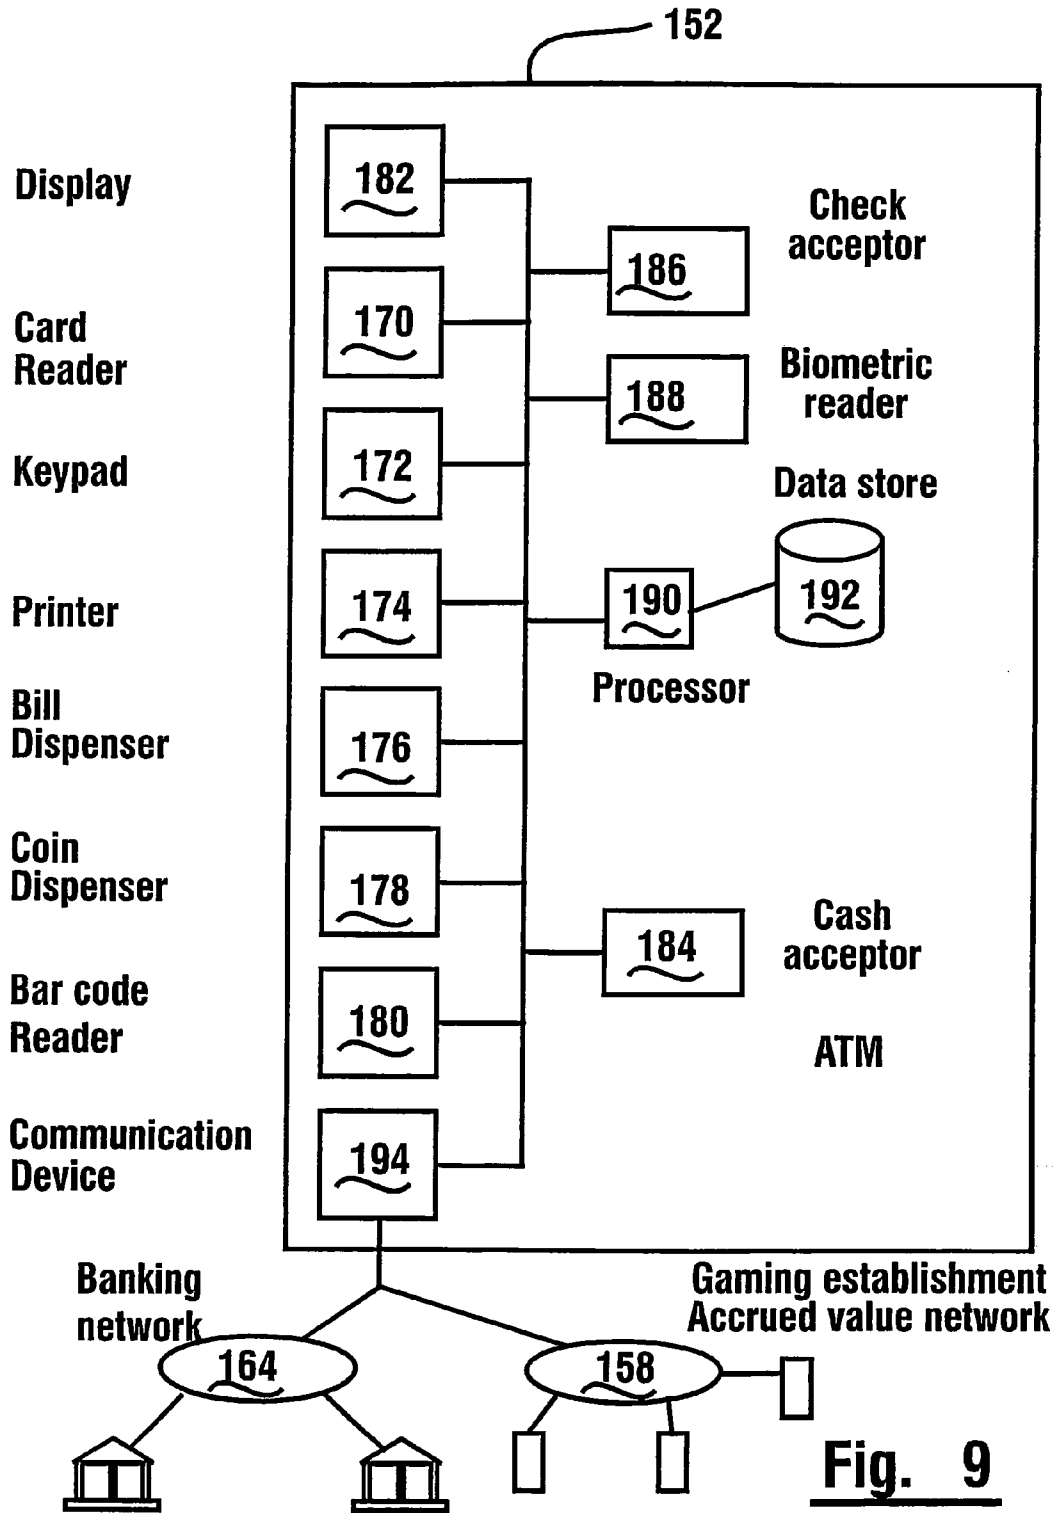 152
Display
182
Check
acceptor
186
Card
Reader
170
Biometric
reader
188
Keypad
172
Data store
192
Printer
174
190
Processor
Bill
Dispenser
176
Coin
Dispenser
178
Cash
acceptor
184
Bar code
Reader
180
ATM
Communication
Device
194
Banking
network
164
Gaming establishment
Accrued value network
158
Fig. 9